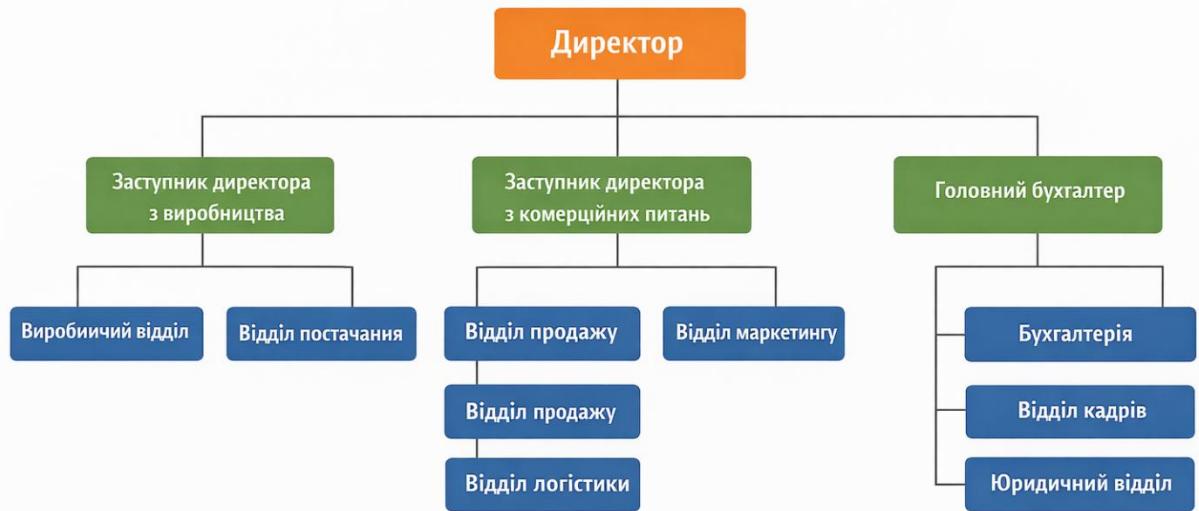 Директор
Заступник директора
з виробництва
Заступник директора
з комерційних питань
Головний бухгалтер
Виробиичий відділ
Відділ постачання
Відділ продажу
Відділ маркетингу
Бухгалтерія
Відділ продажу
Відділ кадрів
Відділ логістики
Юридичний відділ